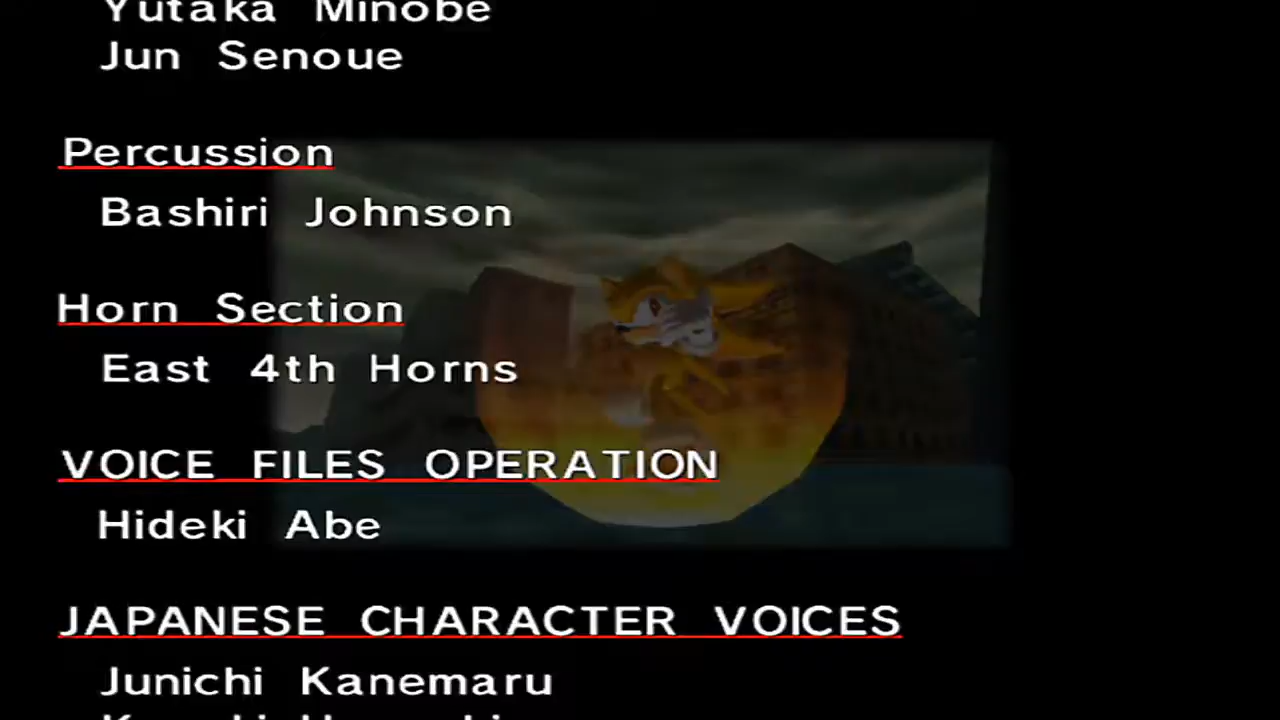 Yutaka Minobe
Jun Senoue
Percussion
Bashiri Johnson
Horn Section
East 4th Horns
VOICE FILES OPERATION
Hideki Abe
JAPANESE CHARACTER VOICES
Junichi Kanemaru